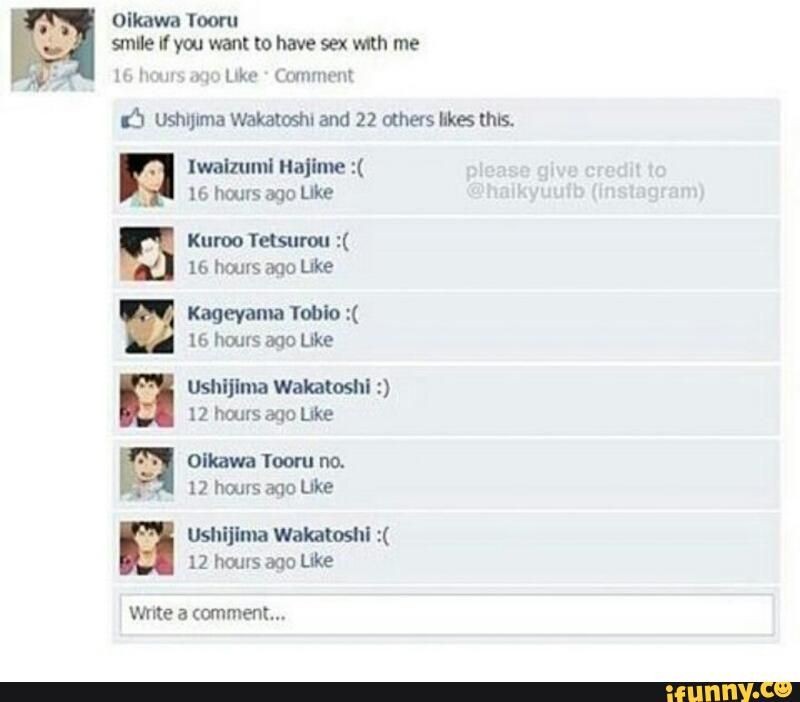 Oikawa Tooru
smile if you want to have sex with me
16 hours ago Like · Comment
Ushijima Wakatoshi and 22 others likes this.
Iwaizumi Hajime :(
16 hours ago Like
please give credit to
@haikyuufb (instagram)
Kuroo Tetsurou :(
16 hours ago Like
Kageyama Tobio :(
16 hours ago Like
Ushijima Wakatoshi :)
12 hours ago Like
Oikawa Tooru no.
12 hours ago Like
Ushijima Wakatoshi :(
12 hours ago Like
Write a comment...
ifunny.co